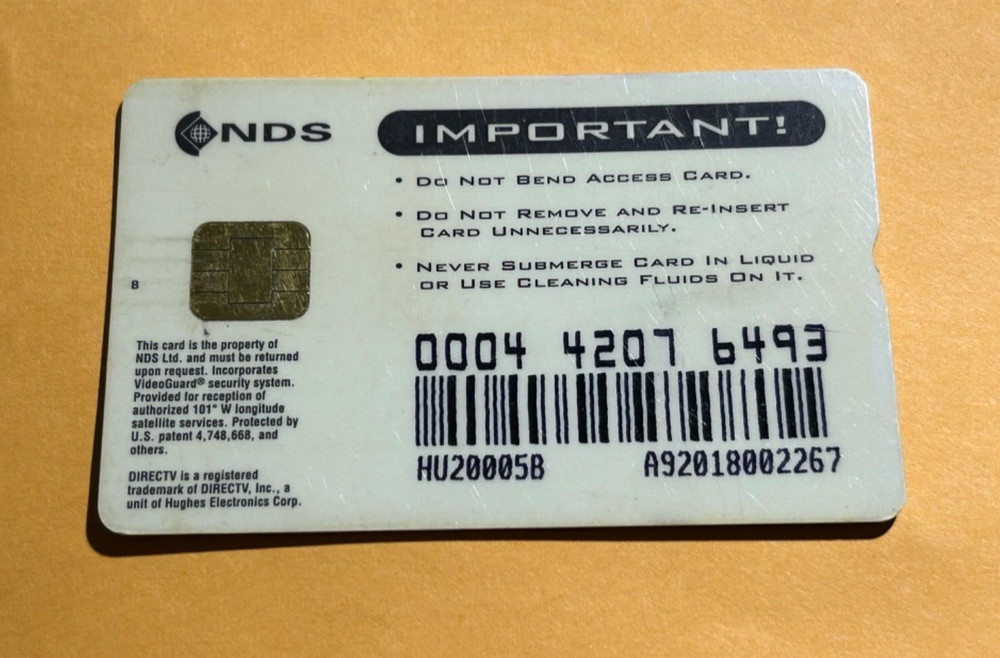 NDS
IMPORTANT!
• Do Not Bend Access Card.
• Do Not Remove and Re-Insert
Card Unnecessarily.
• Never Submerge Card In Liquid
or Use Cleaning Fluids On It.
B
This card is the property of
NDS Ltd. and must be returned
upon request. Incorporates
VideoGuard® security system.
Provided for reception of
authorized 101° W longitude
satellite services. Protected by
U.S. patent 4,748,668, and
others.
DIRECTV is a registered
trademark of DIRECTV, Inc., a
unit of Hughes Electronics Corp.
0004 4207 6493
HU20005B A92018002267